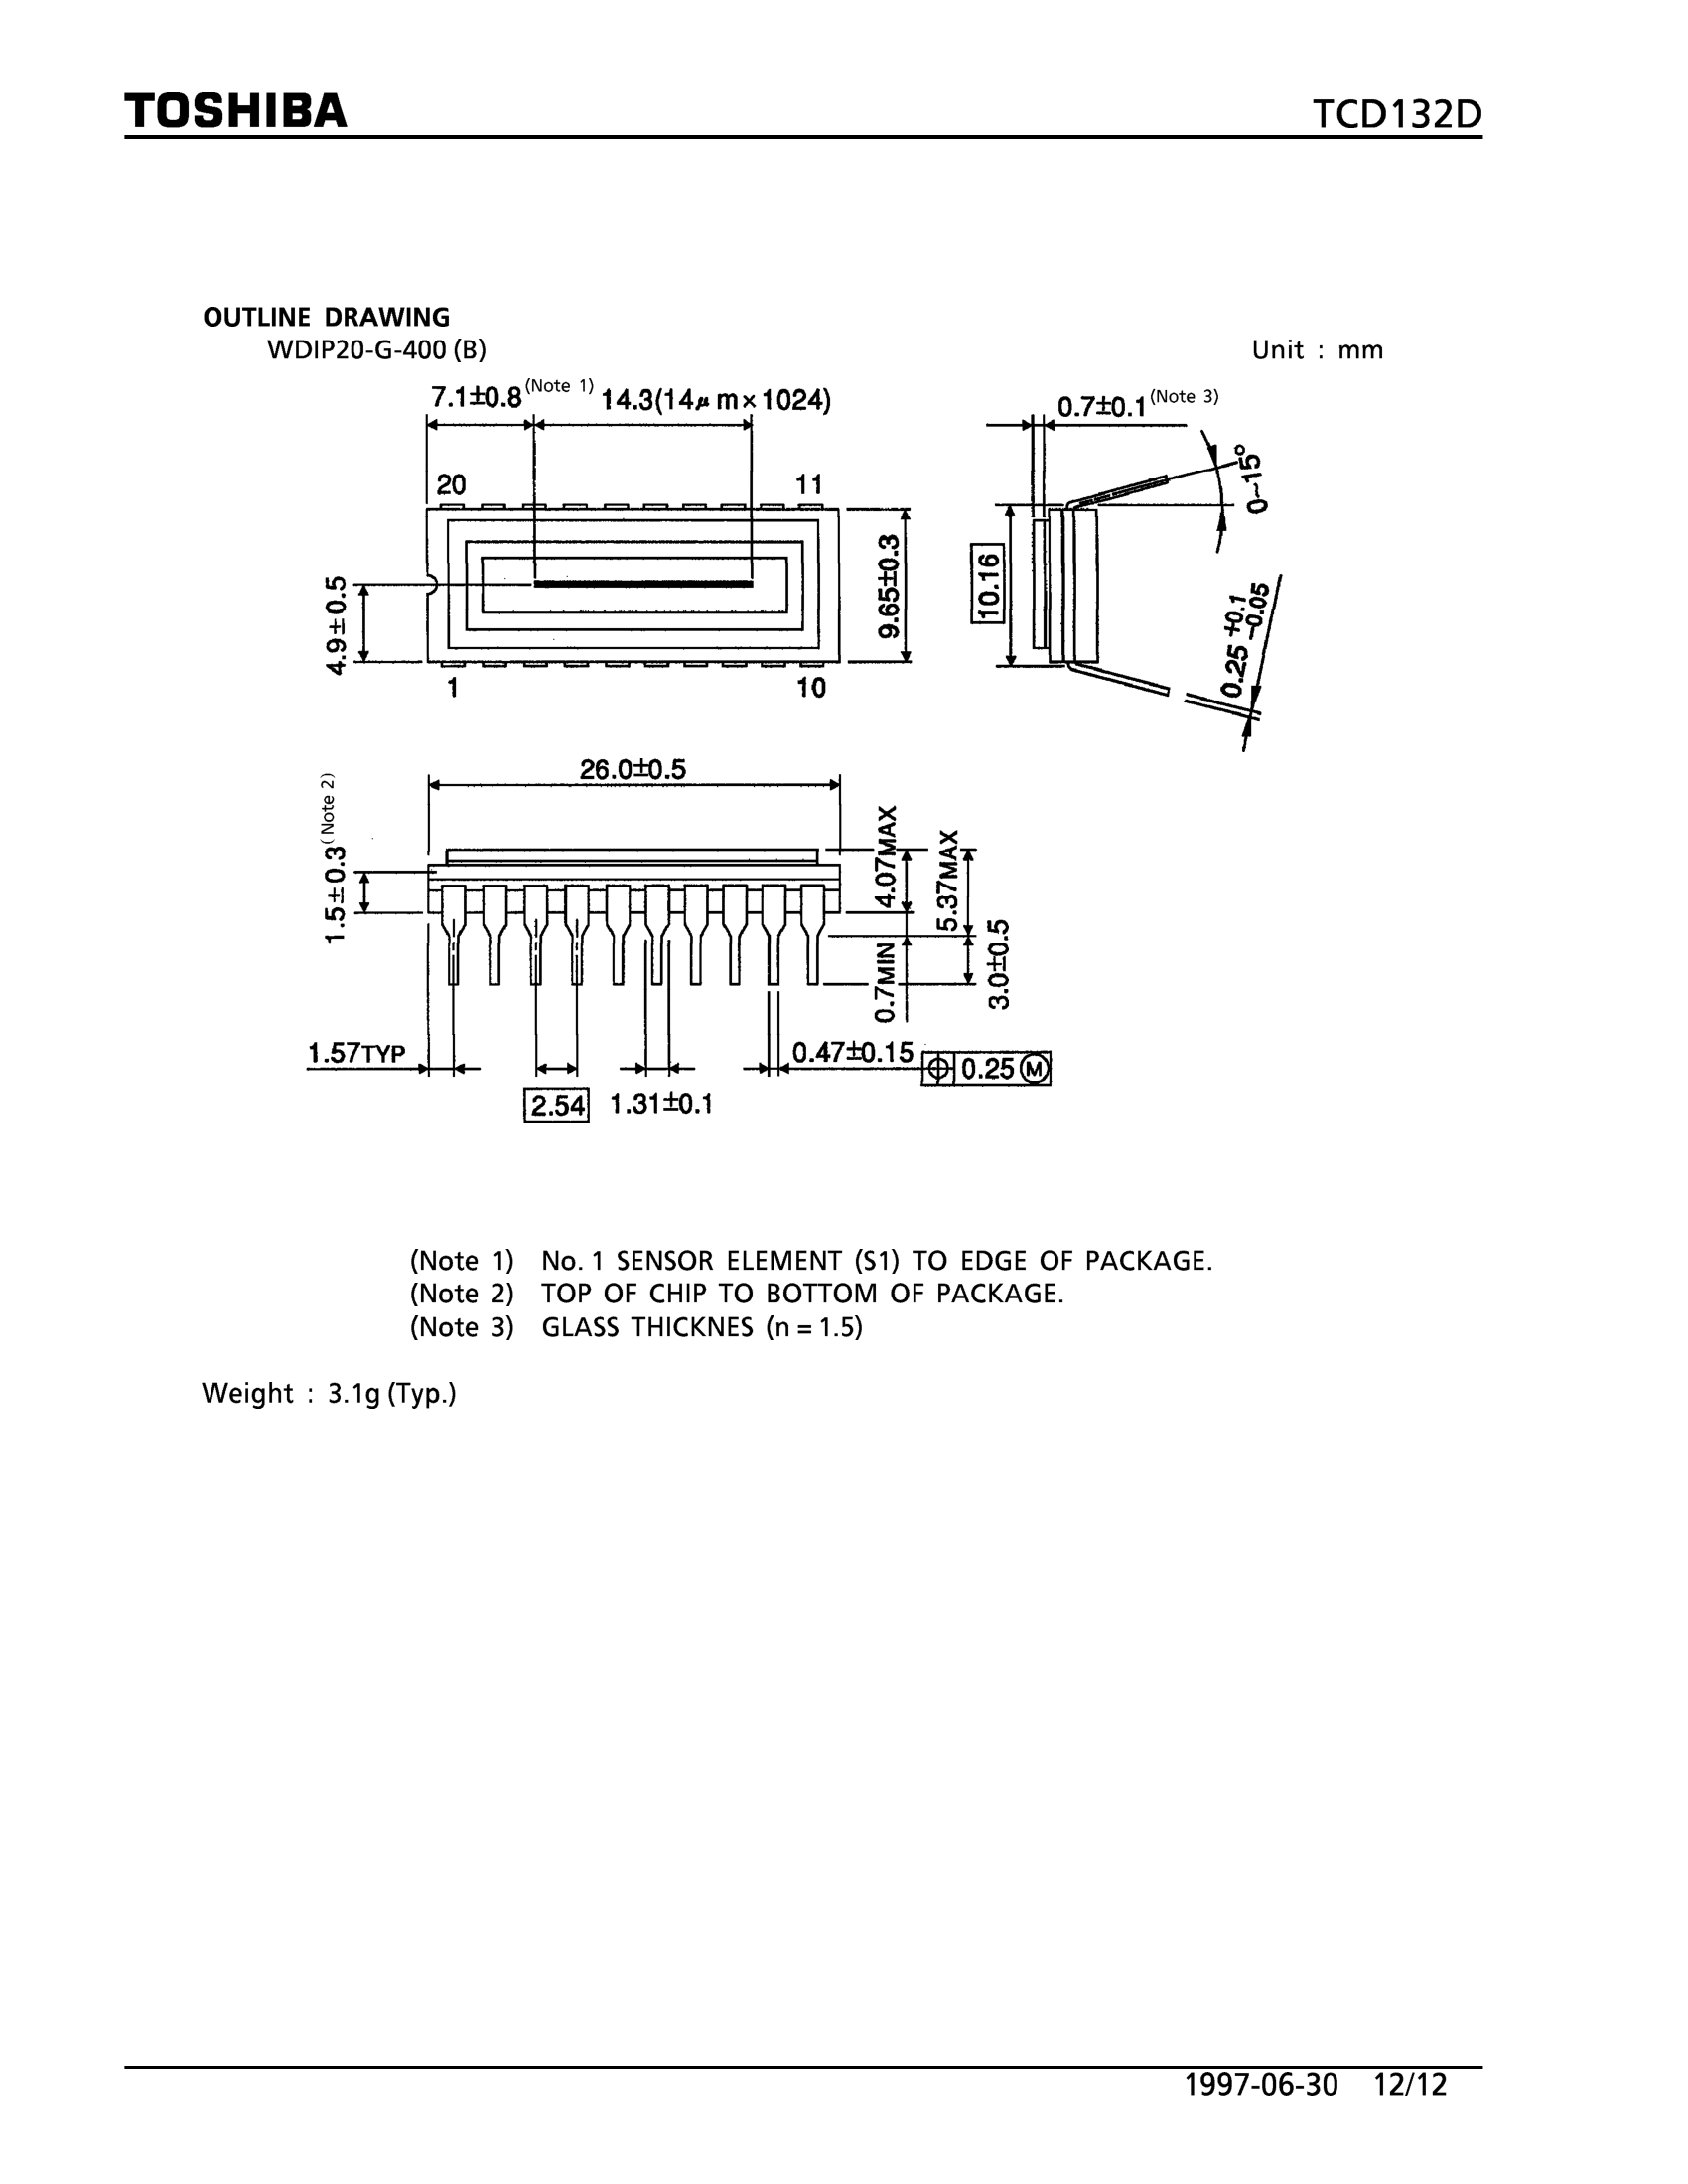 TOSHIBA TCD132D
OUTLINE DRAWING
WDIP20-G-400 (B) Unit : mm
7.1±0.8 (Note 1) 14.3(14μm×1024) 0.7±0.1 (Note 3)
0~15°
20 11
4.9±0.5 9.65±0.3 10.16
0.25 +0.1 −0.05
1 10
26.0±0.5
1.5±0.3 (Note 2) 4.07MAX 5.37MAX
0.7MIN 3.0±0.5
1.57TYP 0.47±0.15 ⌖ 0.25 Ⓜ
2.54 1.31±0.1
(Note 1) No. 1 SENSOR ELEMENT (S1) TO EDGE OF PACKAGE.
(Note 2) TOP OF CHIP TO BOTTOM OF PACKAGE.
(Note 3) GLASS THICKNES (n = 1.5)
Weight : 3.1g (Typ.)
1997-06-30 12/12